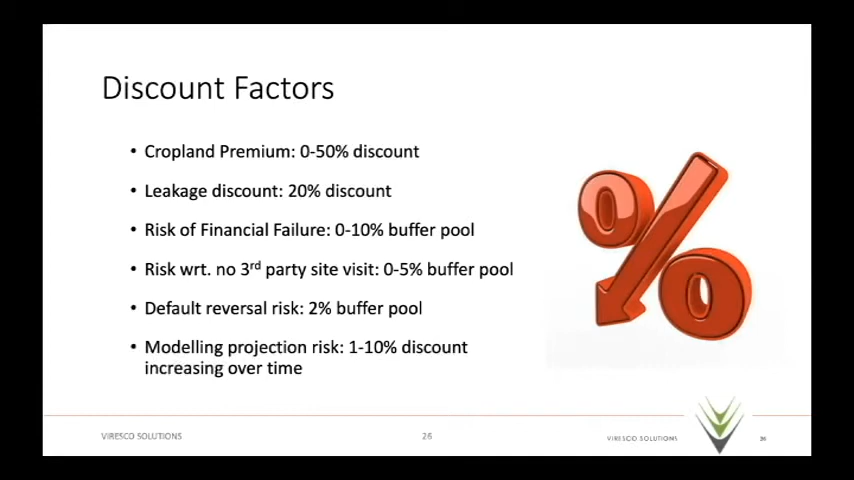 Discount Factors
• Cropland Premium: 0-50% discount
• Leakage discount: 20% discount
• Risk of Financial Failure: 0-10% buffer pool
• Risk wrt. no 3rd party site visit: 0-5% buffer pool
• Default reversal risk: 2% buffer pool
• Modelling projection risk: 1-10% discount
increasing over time
%
VIRESCO SOLUTIONS
26
VIRESCO SOLUTIONS
26